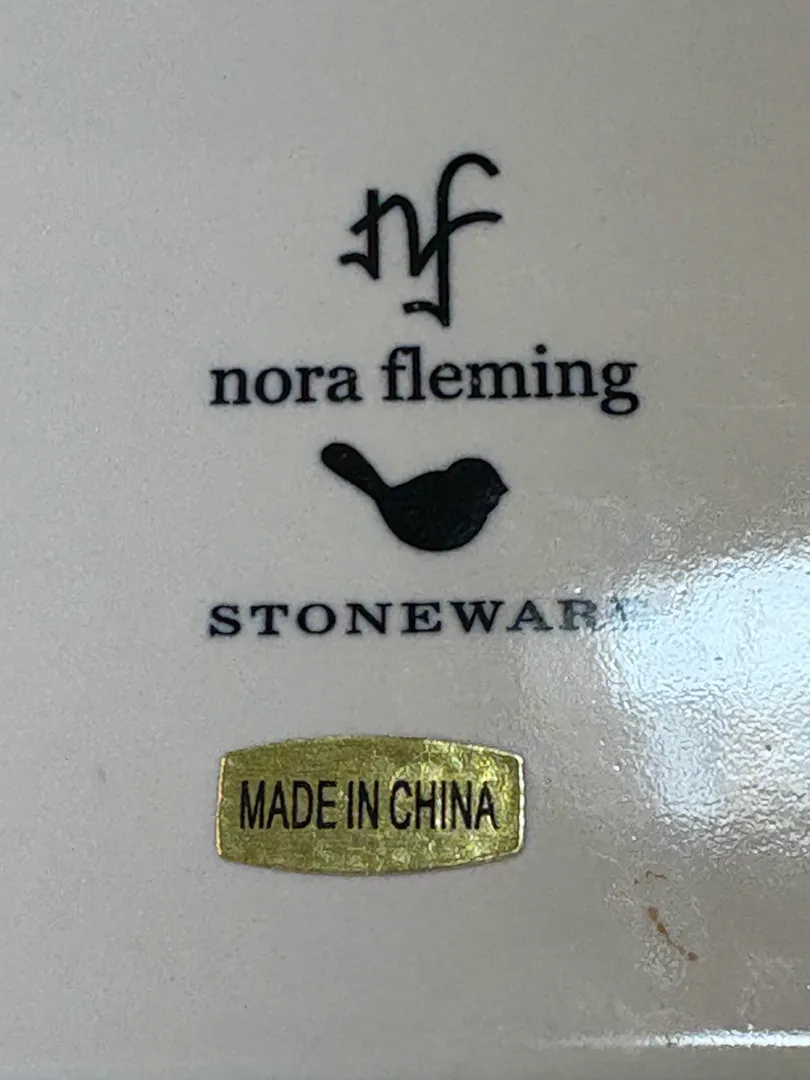 nf
nora fleming
STONEWARE
MADE IN CHINA